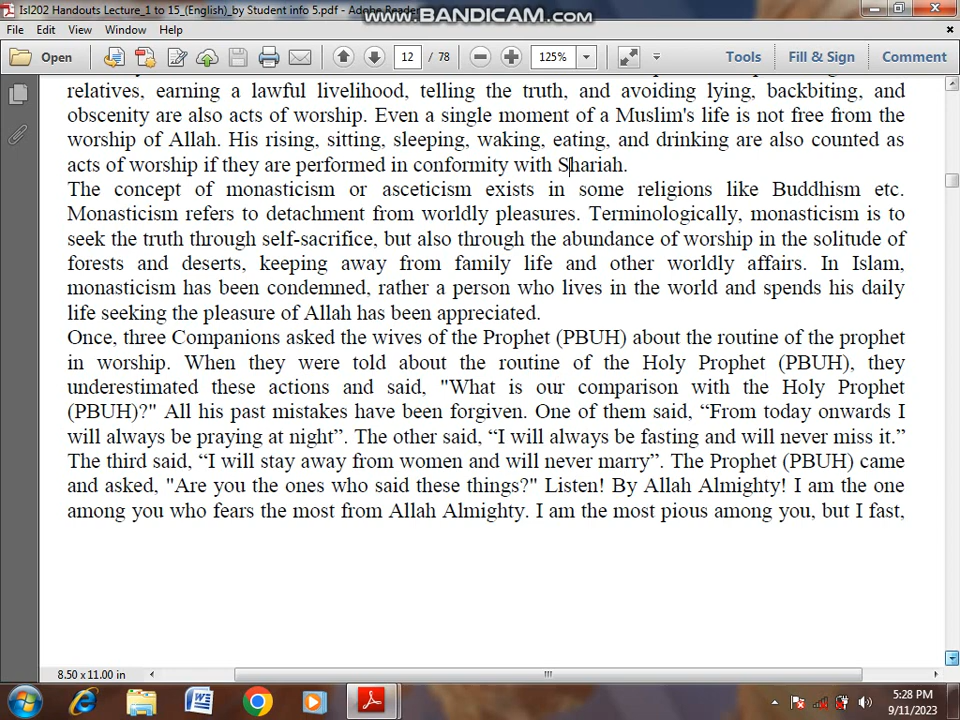 Isl202 Handouts Lecture_1 to 15_(English)_by Student info 5.pdf - Adobe Reader
www.BANDICAM.com
File Edit View Window Help
Open 12 / 78 125% Tools Fill & Sign Comment
relatives, earning a lawful livelihood, telling the truth, and avoiding lying, backbiting, and
obscenity are also acts of worship. Even a single moment of a Muslim's life is not free from the
worship of Allah. His rising, sitting, sleeping, waking, eating, and drinking are also counted as
acts of worship if they are performed in conformity with Shariah.
The concept of monasticism or asceticism exists in some religions like Buddhism etc.
Monasticism refers to detachment from worldly pleasures. Terminologically, monasticism is to
seek the truth through self-sacrifice, but also through the abundance of worship in the solitude of
forests and deserts, keeping away from family life and other worldly affairs. In Islam,
monasticism has been condemned, rather a person who lives in the world and spends his daily
life seeking the pleasure of Allah has been appreciated.
Once, three Companions asked the wives of the Prophet (PBUH) about the routine of the prophet
in worship. When they were told about the routine of the Holy Prophet (PBUH), they
underestimated these actions and said, "What is our comparison with the Holy Prophet
(PBUH)?" All his past mistakes have been forgiven. One of them said, “From today onwards I
will always be praying at night”. The other said, “I will always be fasting and will never miss it.”
The third said, “I will stay away from women and will never marry”. The Prophet (PBUH) came
and asked, "Are you the ones who said these things?" Listen! By Allah Almighty! I am the one
among you who fears the most from Allah Almighty. I am the most pious among you, but I fast,
8.50 x 11.00 in
5:28 PM
9/11/2023